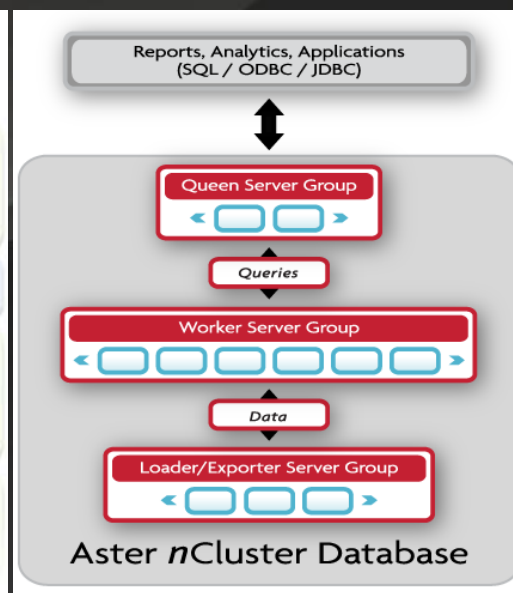 Reports, Analytics, Applications
(SQL / ODBC / JDBC)
Queen Server Group
Queries
Worker Server Group
Data
Loader/Exporter Server Group
Aster nCluster Database